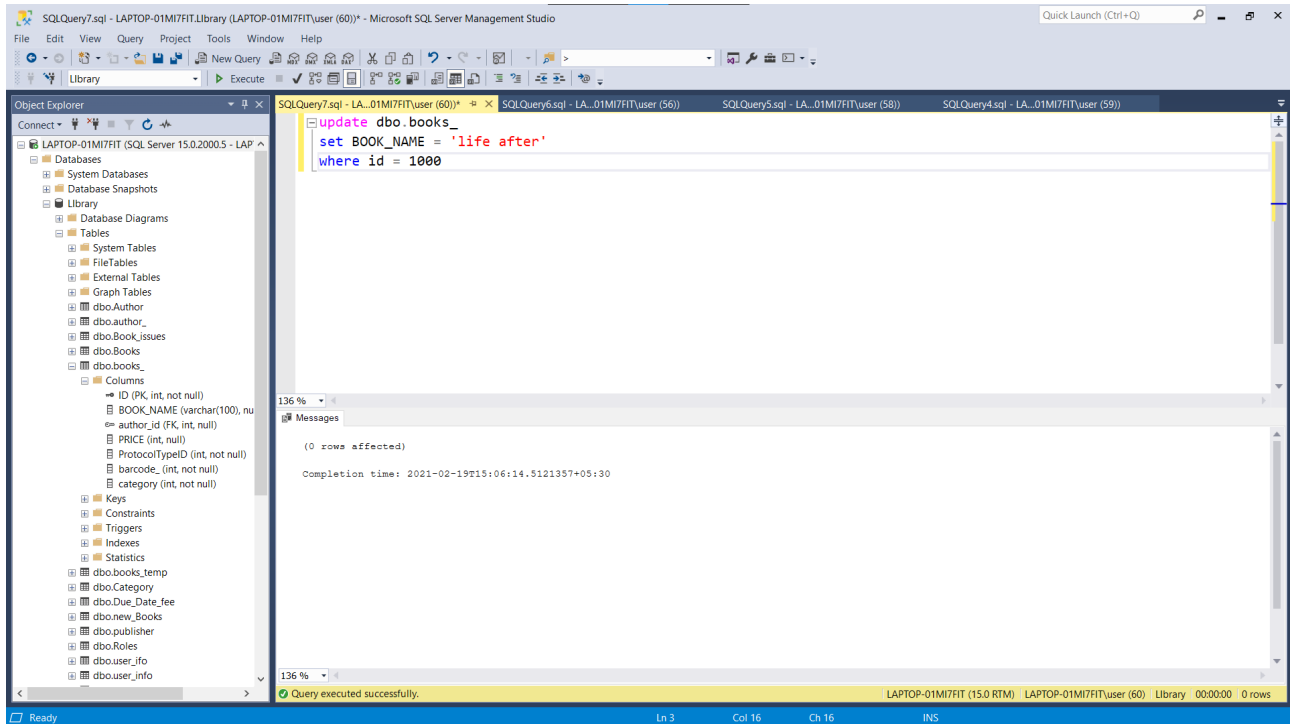 SQLQuery7.sql - LAPTOP-01MI7FIT.LIbrary (LAPTOP-01MI7FIT\user (60))* - Microsoft SQL Server Management Studio
Quick Launch (Ctrl+Q)
File Edit View Query Project Tools Window Help
New Query
LIbrary Execute
Object Explorer
SQLQuery7.sql - LA...01MI7FIT\user (60))* SQLQuery6.sql - LA...01MI7FIT\user (56)) SQLQuery5.sql - LA...01MI7FIT\user (58)) SQLQuery4.sql - LA...01MI7FIT\user (59))
Connect
LAPTOP-01MI7FIT (SQL Server 15.0.2000.5 - LAP
Databases
System Databases
Database Snapshots
LIbrary
Database Diagrams
Tables
System Tables
FileTables
External Tables
Graph Tables
dbo.Author
dbo.author_
dbo.Book_issues
dbo.Books
dbo.books_
Columns
ID (PK, int, not null)
BOOK_NAME (varchar(100), nu
author_id (FK, int, null)
PRICE (int, null)
ProtocolTypeID (int, not null)
barcode_ (int, not null)
category (int, not null)
Keys
Constraints
Triggers
Indexes
Statistics
dbo.books_temp
dbo.Category
dbo.Due_Date_fee
dbo.new_Books
dbo.publisher
dbo.Roles
dbo.user_ifo
dbo.user_info
update dbo.books_
set BOOK_NAME = 'life after'
where id = 1000
136 %
Messages
(0 rows affected)
Completion time: 2021-02-19T15:06:14.5121357+05:30
136 %
Query executed successfully. LAPTOP-01MI7FIT (15.0 RTM) LAPTOP-01MI7FIT\user (60) LIbrary 00:00:00 0 rows
Ready Ln 3 Col 16 Ch 16 INS